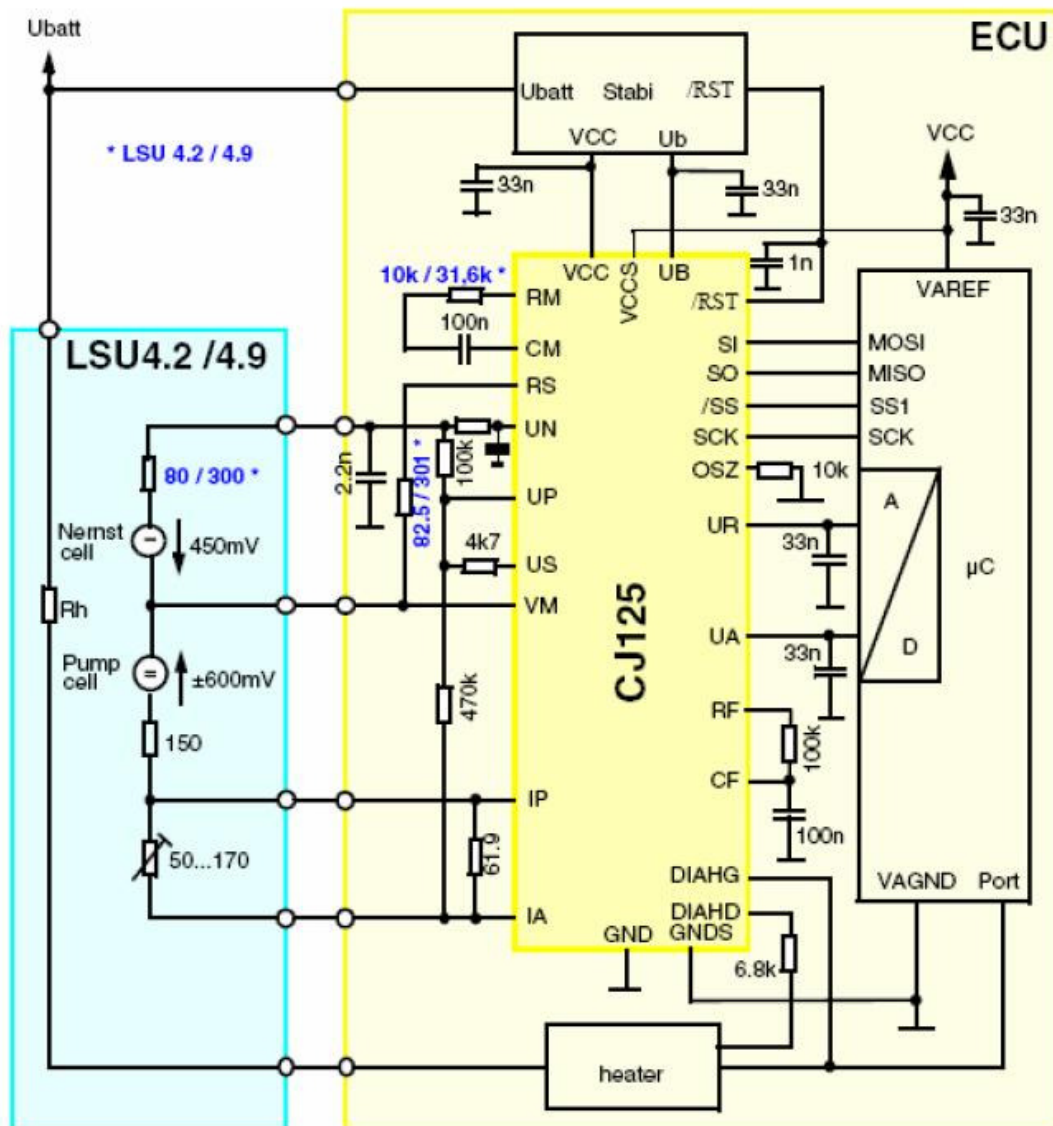 Ubatt
ECU
Ubatt Stabi /RST
VCC Ub
* LSU 4.2 / 4.9
33n
33n
VCC
33n
10k / 31,6k *
RM
100n
CM
VCC
VCCS
UB
1n
/RST
VAREF
LSU4.2 /4.9
RS
SI
MOSI
SO
MISO
/SS
SS1
SCK
SCK
UN
100k
2.2n
82.5 / 301 *
80 / 300 *
OSZ
10k
UP
UR
A
33n
Nernst
cell
450mV
4k7
US
µC
Rh
VM
CJ125
UA
D
33n
Pump
cell
±600mV
470k
RF
100k
150
CF
IP
100n
61.9
50...170
DIAHG
VAGND Port
IA
DIAHD
GND
GNDS
6.8k
heater